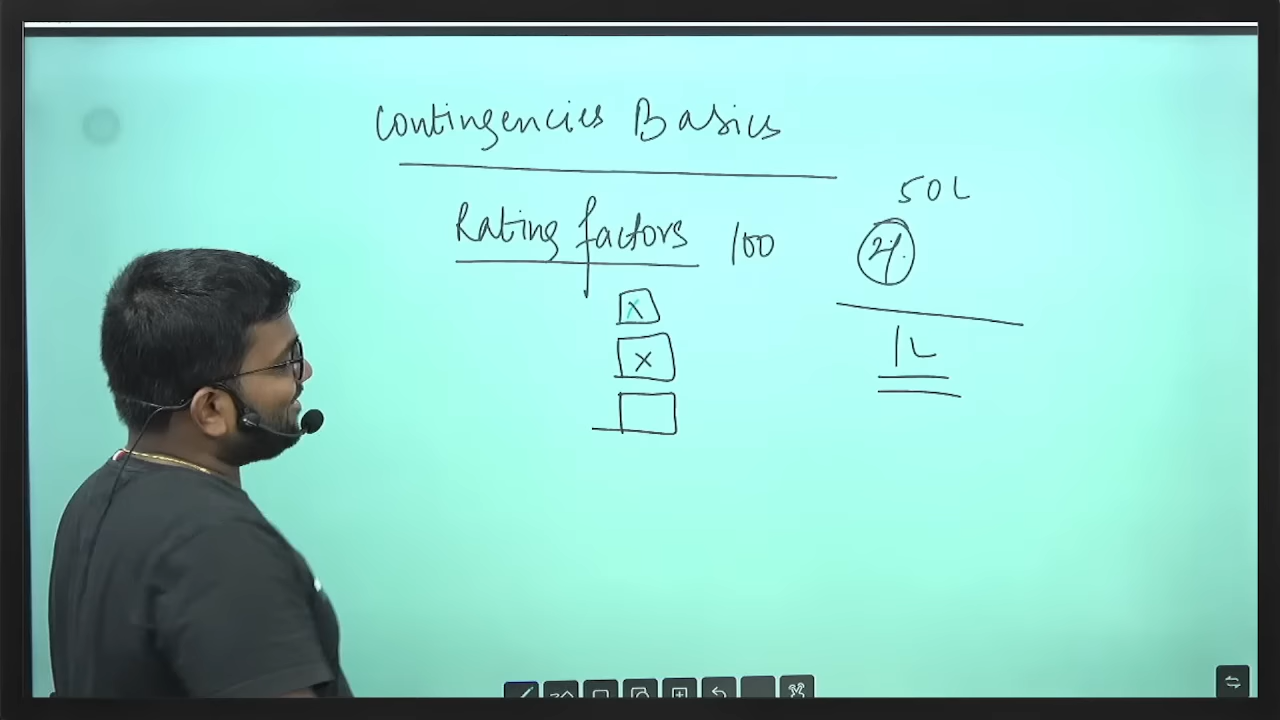 Contingencies Basics
Rating factors 100
x
x
50L
2%
1L